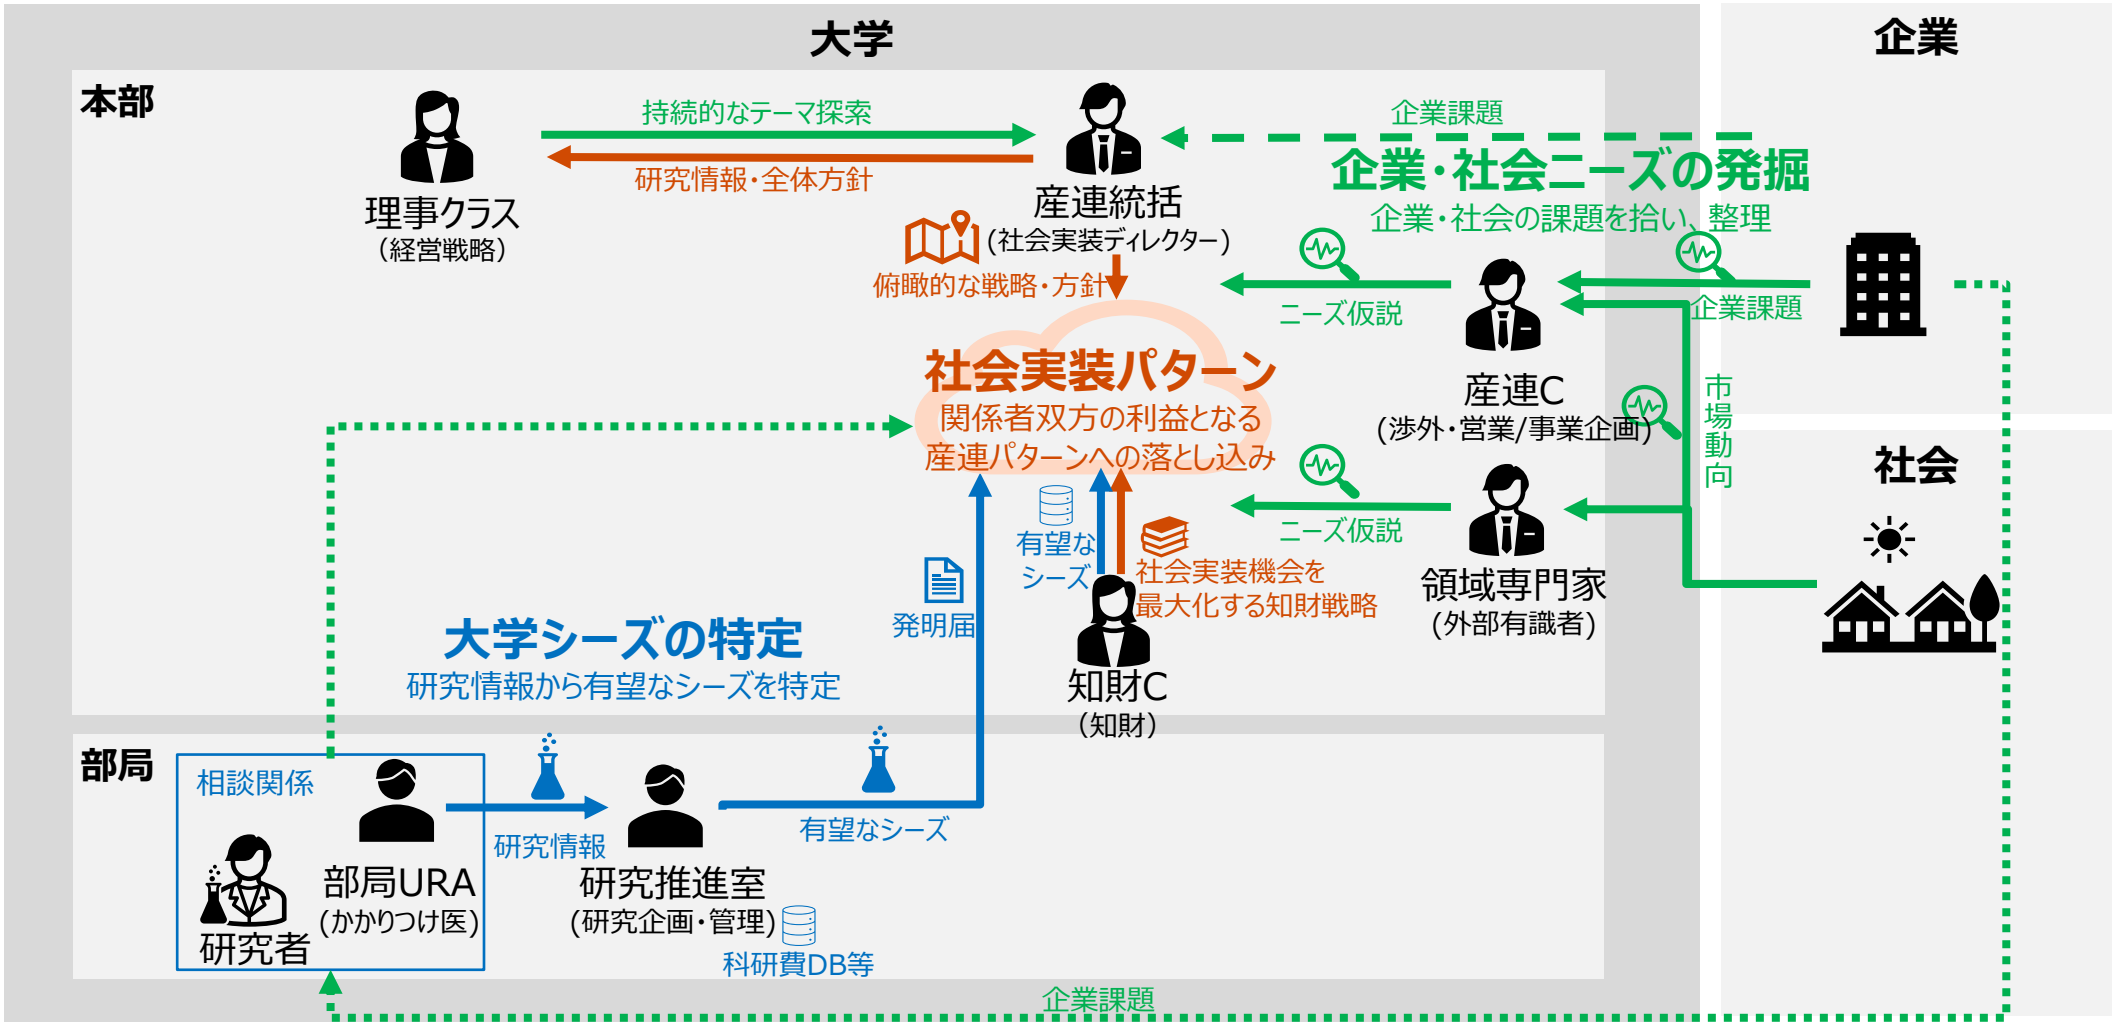 大学
企業
本部
持続的なテーマ探索
研究情報・全体方針
理事クラス
（経営戦略）
産連統括
(社会実装ディレクター)
俯瞰的な戦略・方針
企業課題
企業・社会ニーズの発掘
企業・社会の課題を拾い、整理
ニーズ仮説
企業課題
産連C
(渉外・営業/事業企画)
市場動向
社会実装パターン
関係者双方の利益となる
産連パターンへの落とし込み
社会
ニーズ仮説
領域専門家
(外部有識者)
有望な
シーズ
社会実装機会を
最大化する知財戦略
発明届
大学シーズの特定
研究情報から有望なシーズを特定
知財C
（知財）
部局
相談関係
研究者
部局URA
(かかりつけ医)
研究情報
研究推進室
(研究企画・管理)
科研費DB等
有望なシーズ
企業課題